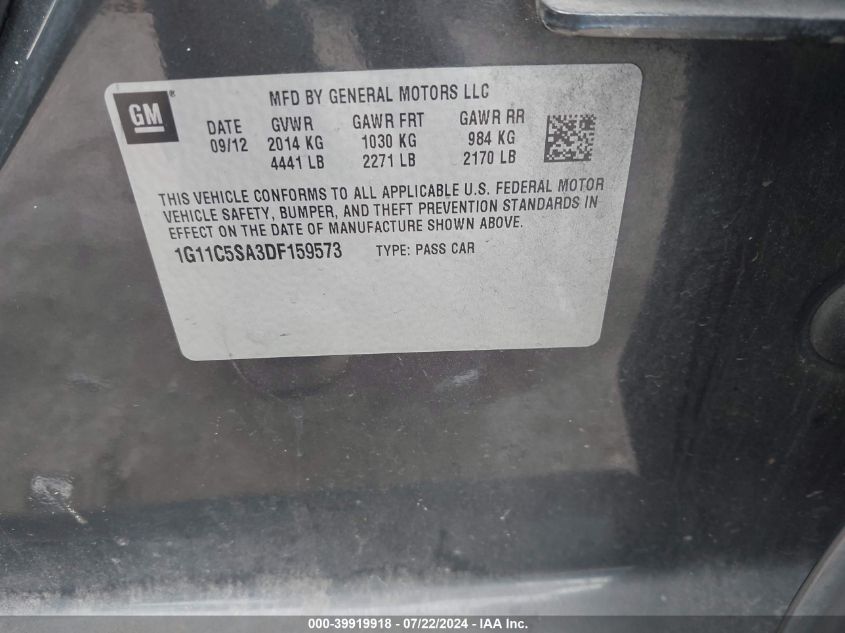 GM ®
MFD BY GENERAL MOTORS LLC
DATE GVWR GAWR FRT GAWR RR
09/12 2014 KG 1030 KG 984 KG
4441 LB 2271 LB 2170 LB
THIS VEHICLE CONFORMS TO ALL APPLICABLE U.S. FEDERAL MOTOR
VEHICLE SAFETY, BUMPER, AND THEFT PREVENTION STANDARDS IN
EFFECT ON THE DATE OF MANUFACTURE SHOWN ABOVE.
1G11C5SA3DF159573 TYPE: PASS CAR
000-39919918 - 07/22/2024 - IAA Inc.